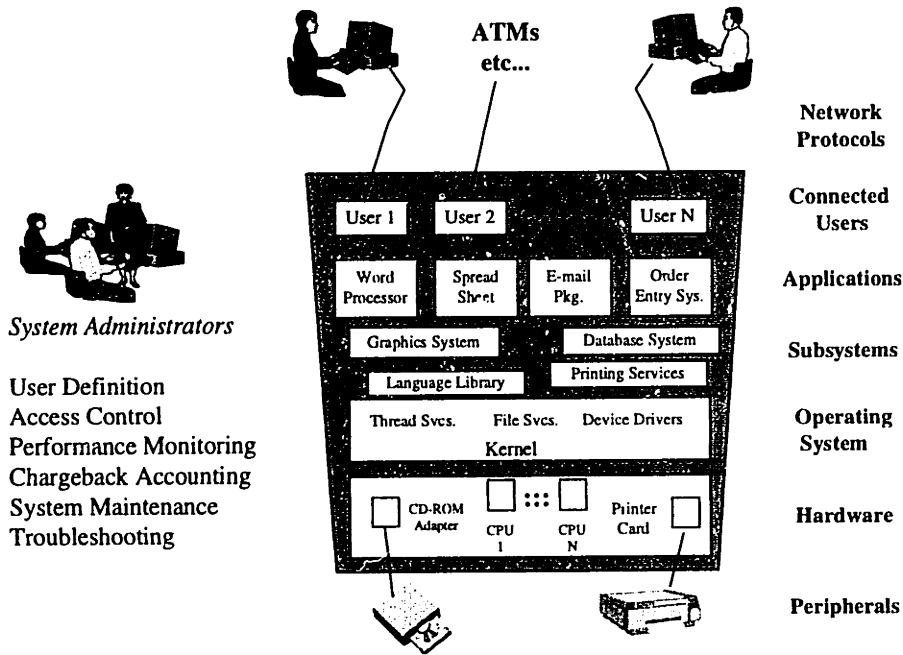 ATMs
etc...
Network
Protocols
Connected
Users
User 1
User 2
User N
Word
Processor
Spread
Sheet
E-mail
Pkg.
Order
Entry Sys.
Applications
System Administrators
Graphics System
Database System
Subsystems
Language Library
Printing Services
User Definition
Access Control
Performance Monitoring
Chargeback Accounting
System Maintenance
Troubleshooting
Thread Svcs.
File Svcs.
Device Drivers
Kernel
Operating
System
CD-ROM
Adapter
CPU
1
CPU
N
Printer
Card
Hardware
Peripherals